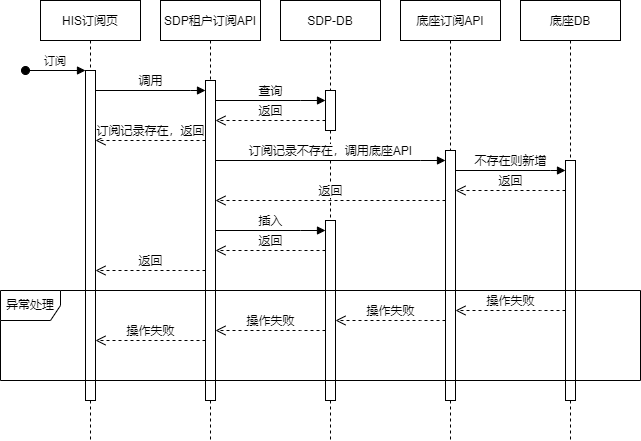 HIS订阅页
SDP租户订阅API
SDP-DB
底座订阅API
底座DB
订阅
调用
查询
返回
订阅记录存在，返回
订阅记录不存在，调用底座API
不存在则新增
返回
返回
插入
返回
返回
异常处理
操作失败
操作失败
操作失败
操作失败